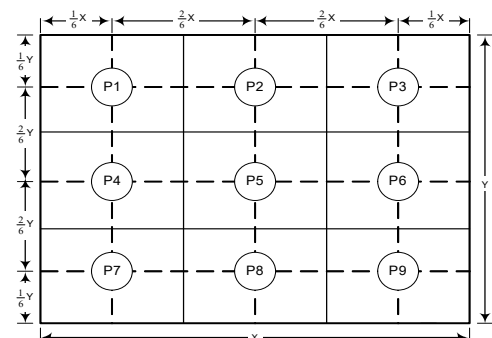 1/6 X 2/6 X 2/6 X 1/6 X
1/6 Y
P1 P2 P3
2/6 Y
P4 P5 P6 Y
2/6 Y
P7 P8 P9
1/6 Y
X